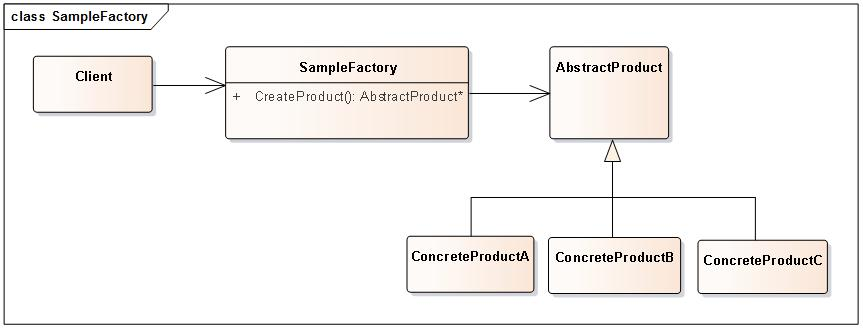 class SampleFactory
Client
SampleFactory
+ CreateProduct(): AbstractProduct*
AbstractProduct
ConcreteProductA
ConcreteProductB
ConcreteProductC